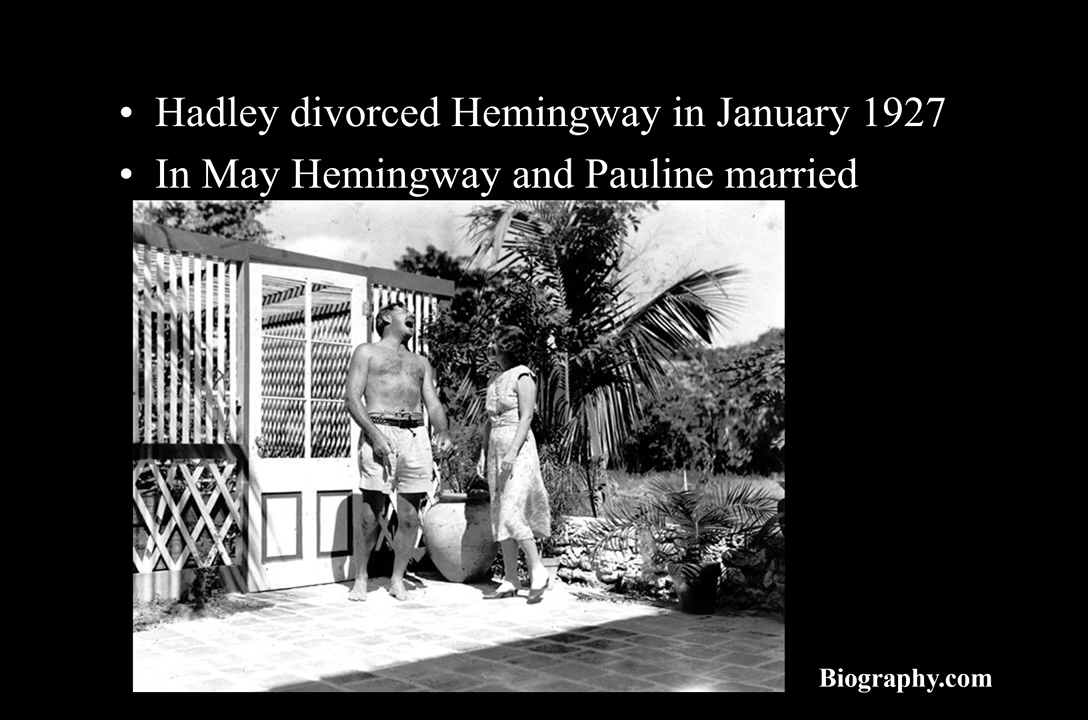 • Hadley divorced Hemingway in January 1927
• In May Hemingway and Pauline married
Biography.com